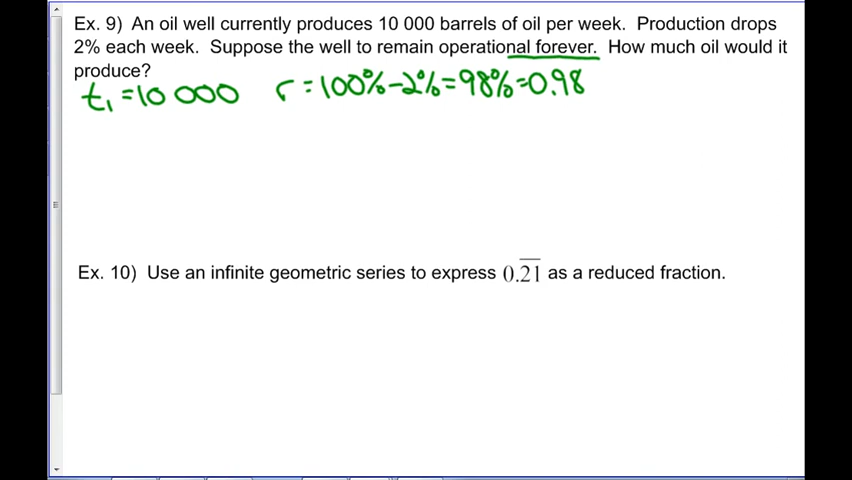 Ex. 9) An oil well currently produces 10 000 barrels of oil per week. Production drops
2% each week. Suppose the well to remain operational forever. How much oil would it
produce?
t₁ = 10 000 r = 100% - 2% = 98% = 0.98
Ex. 10) Use an infinite geometric series to express 0.2̅1̅ as a reduced fraction.